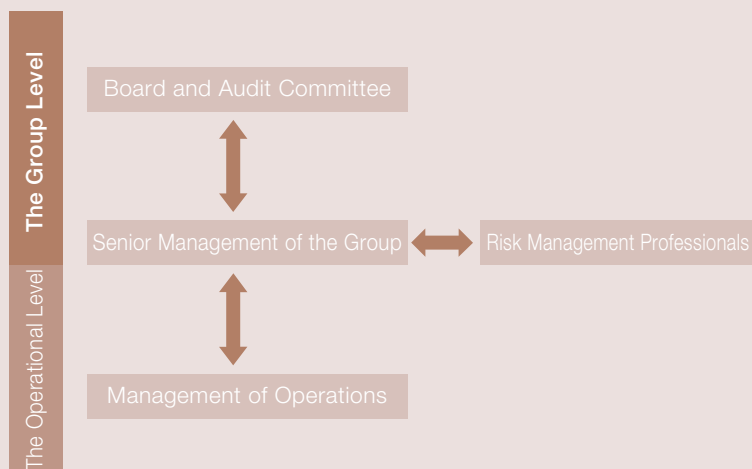 The Group Level
Board and Audit Committee
Senior Management of the Group
Risk Management Professionals
The Operational Level
Management of Operations